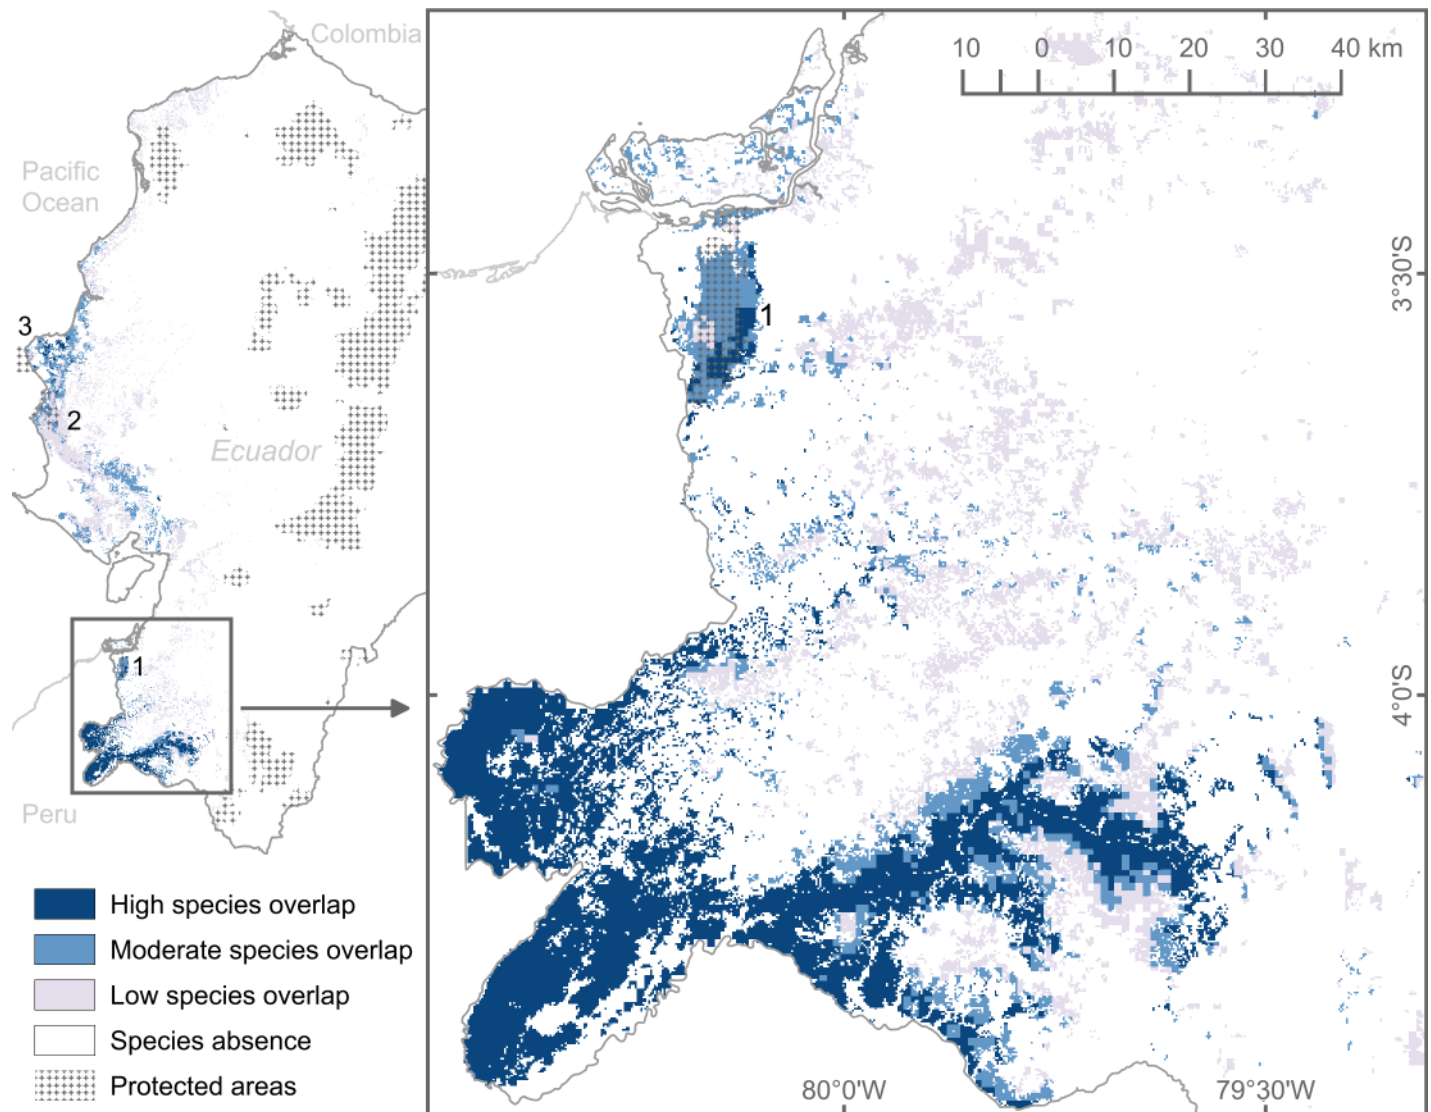 Colombia
Pacific
Ocean
3
2
Ecuador
1
Peru
High species overlap
Moderate species overlap
Low species overlap
Species absence
Protected areas
10 0 10 20 30 40 km
1
3°30'S
4°0'S
80°0'W
79°30'W